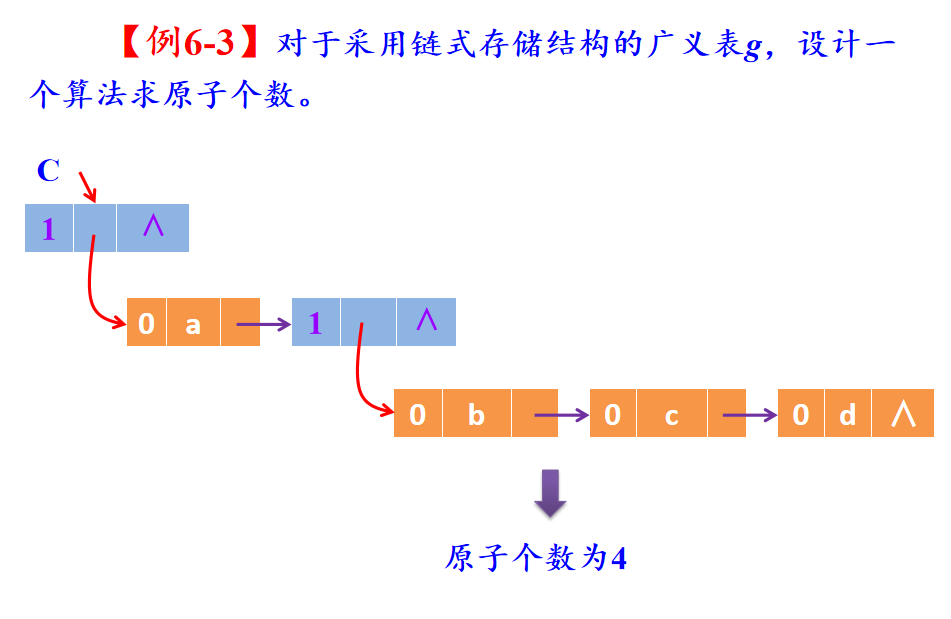 【例6-3】对于采用链式存储结构的广义表g，设计一
个算法求原子个数。
C
1 ∧
0 a 1 ∧
0 b 0 c 0 d ∧
原子个数为4